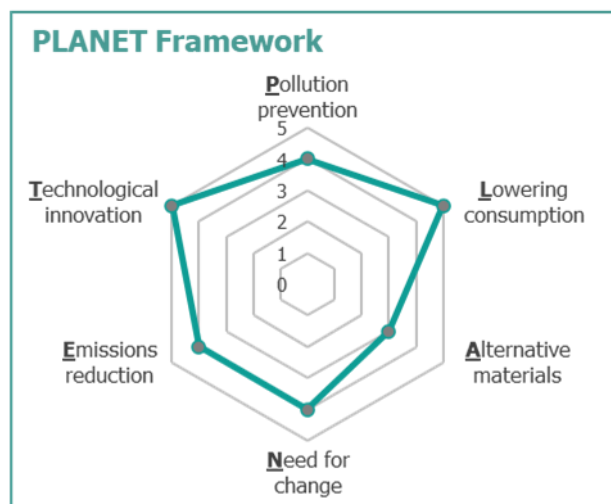 PLANET Framework
Pollution
prevention
5
4
3
2
1
0
Technological
innovation
Lowering
consumption
Emissions
reduction
Alternative
materials
Need for
change